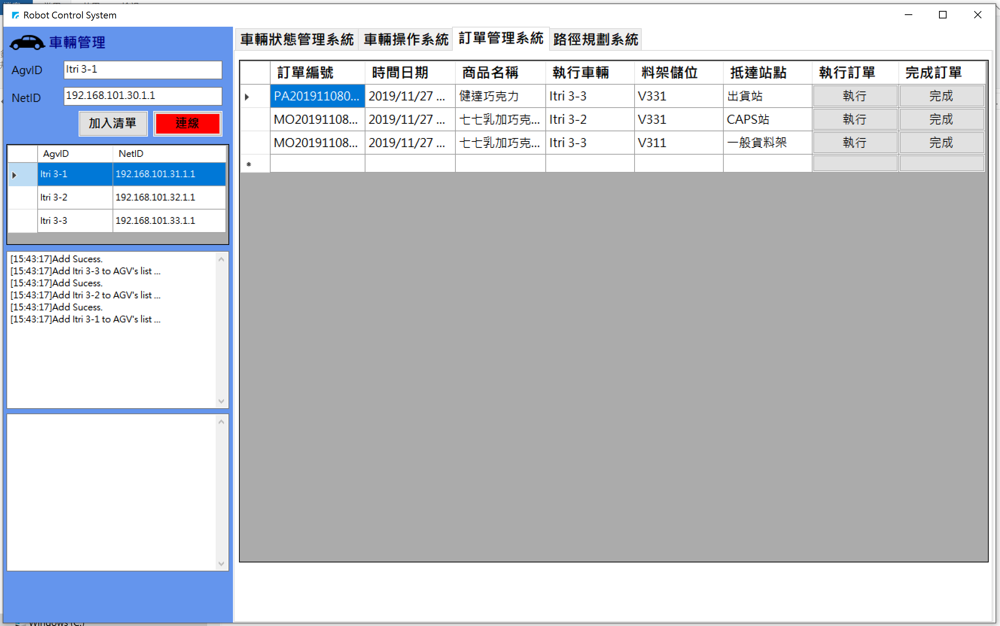 Robot Control System
車輛管理
AgvID Itri 3-1
NetID 192.168.101.30.1.1
加入清單 連線
AgvID NetID
Itri 3-1 192.168.101.31.1.1
Itri 3-2 192.168.101.32.1.1
Itri 3-3 192.168.101.33.1.1
[15:43:17]Add Sucess.
[15:43:17]Add Itri 3-3 to AGV's list ...
[15:43:17]Add Sucess.
[15:43:17]Add Itri 3-2 to AGV's list ...
[15:43:17]Add Sucess.
[15:43:17]Add Itri 3-1 to AGV's list ...
車輛狀態管理系統 車輛操作系統 訂單管理系統 路徑規劃系統
訂單編號 時間日期 商品名稱 執行車輛 料架儲位 抵達站點 執行訂單 完成訂單
PA201911080... 2019/11/27 ... 健達巧克力 Itri 3-3 V331 出貨站 執行 完成
MO20191108... 2019/11/27 ... 七七乳加巧克... Itri 3-2 V331 CAPS站 執行 完成
MO20191108... 2019/11/27 ... 七七乳加巧克... Itri 3-3 V311 一般貨料架 執行 完成
Windows (C:)